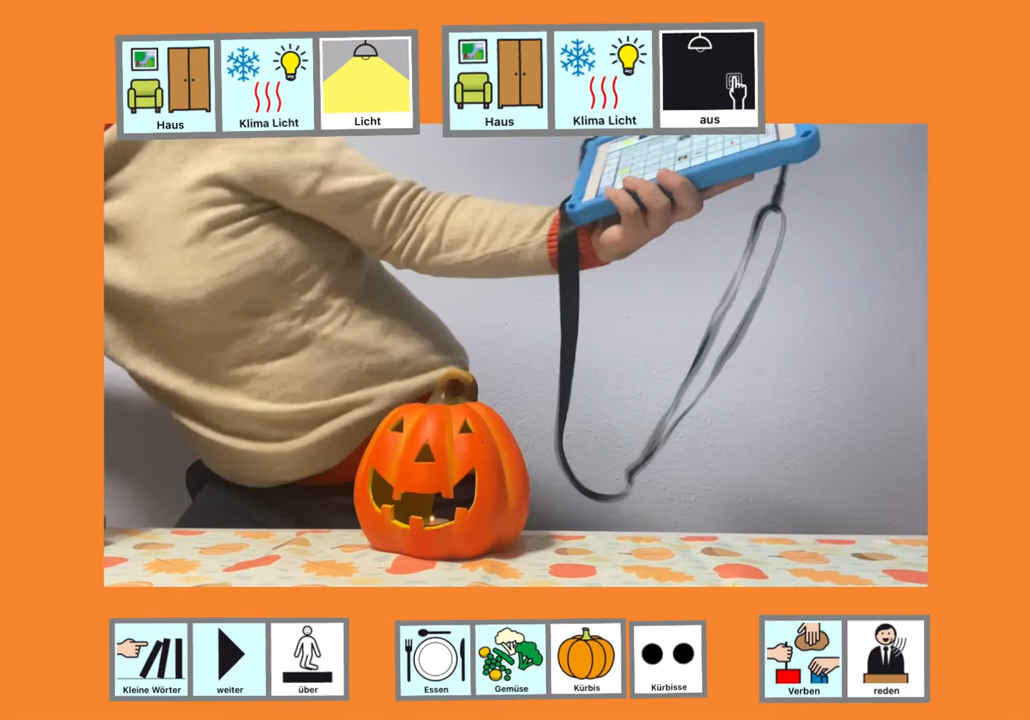 Haus
Klima Licht
Licht
Haus
Klima Licht
aus
Kleine Wörter
weiter
über
Essen
Gemüse
Kürbis
Kürbisse
Verben
reden